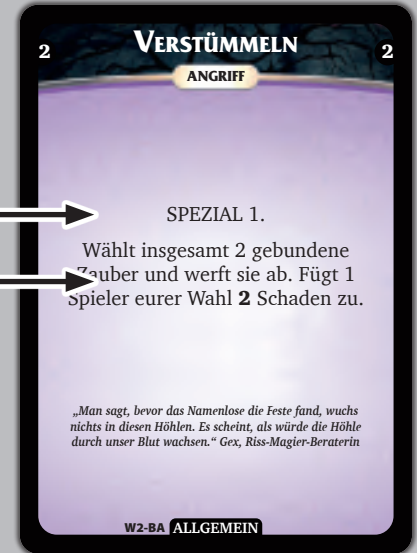 2 VERSTÜMMELN 2
ANGRIFF
SPEZIAL 1.
Wählt insgesamt 2 gebundene
Zauber und werft sie ab. Fügt 1
Spieler eurer Wahl 2 Schaden zu.
„Man sagt, bevor das Namenlose die Feste fand, wuchs
nichts in diesen Höhlen. Es scheint, als würde die Höhle
durch unser Blut wachsen.“ Gex, Riss-Magier-Beraterin
W2-BA ALLGEMEIN